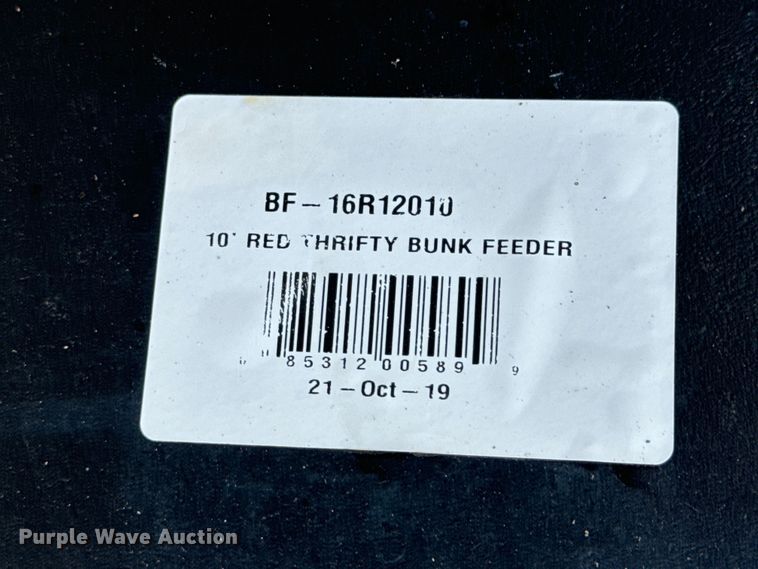 BF-16R12010
10' RED THRIFTY BUNK FEEDER
85312 00589 9
21-Oct-19
Purple Wave Auction